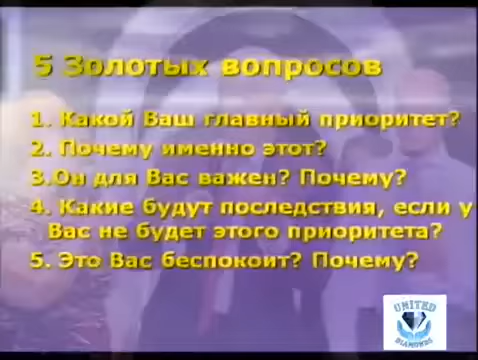 5 Золотых вопросов
1. Какой Ваш главный приоритет?
2. Почему именно этот?
3.Он для Вас важен? Почему?
4. Какие будут последствия, если у
Вас не будет этого приоритета?
5. Это Вас беспокоит? Почему?
UNITED
DIAMONDS